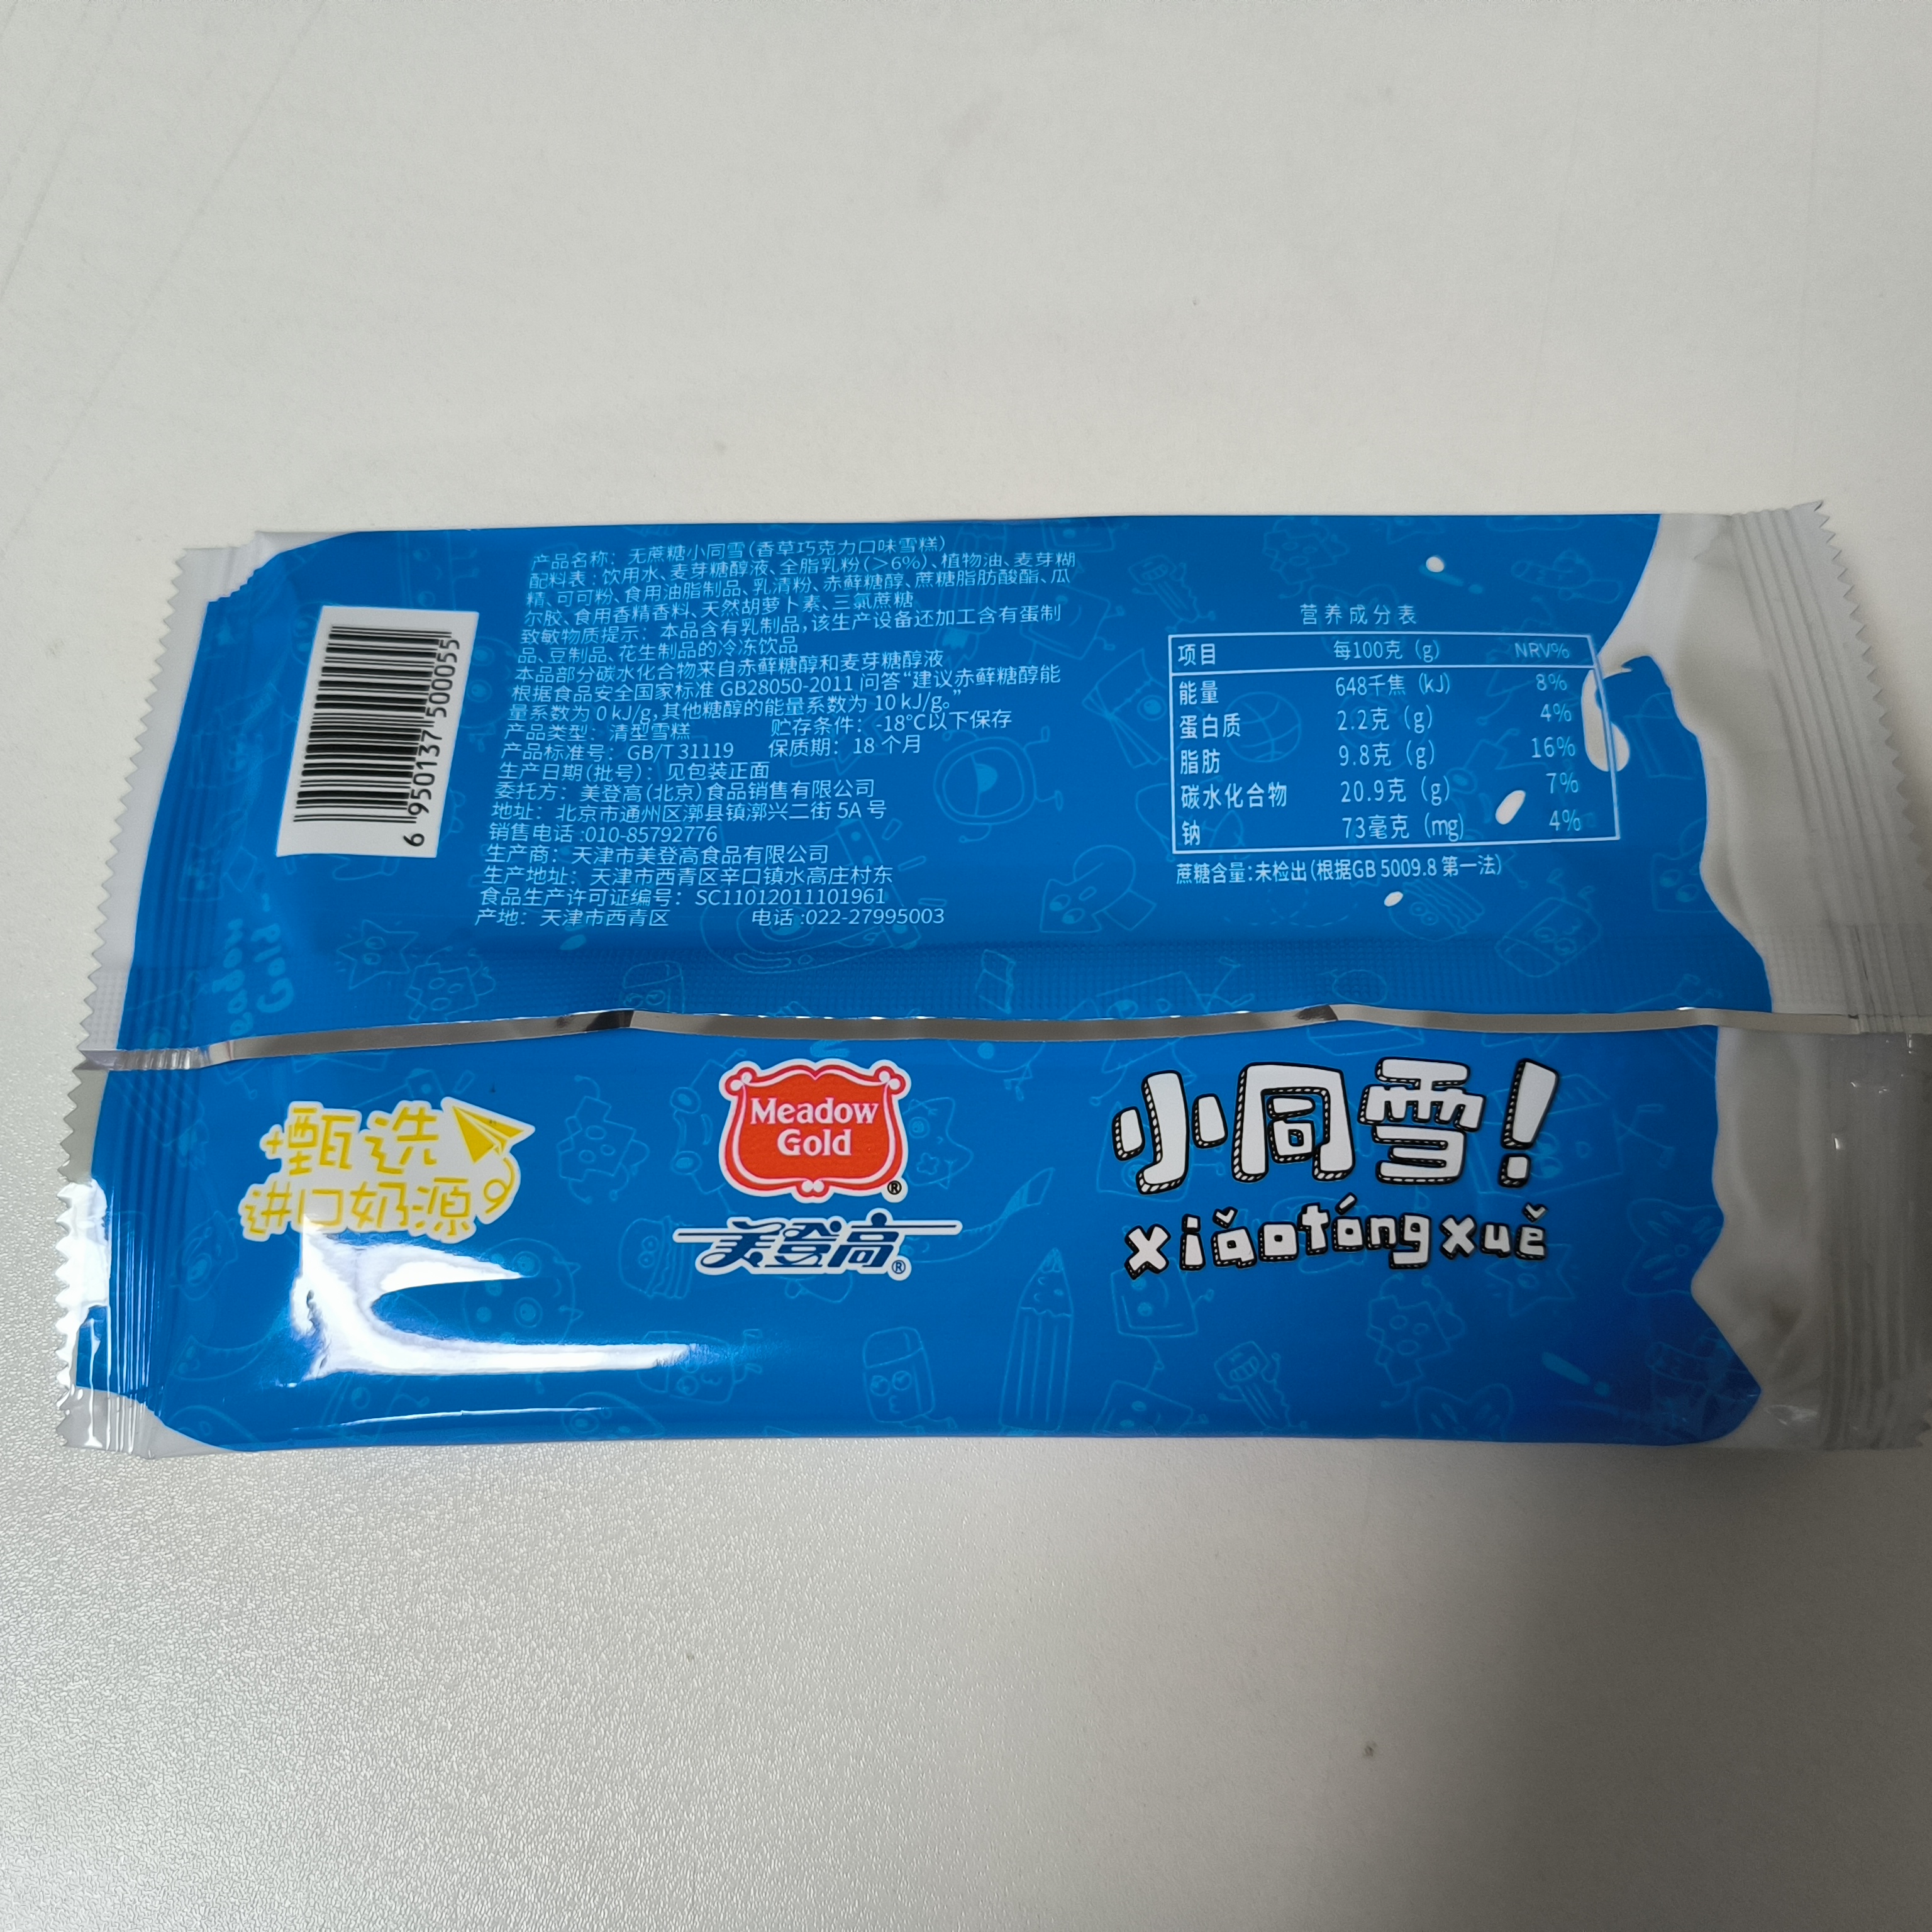 产品名称：无蔗糖小同雪（香草巧克力口味雪糕）
配料表：饮用水、麦芽糖醇液、全脂乳粉（>6%）、植物油、麦芽糊
精、可可粉、食用油脂制品、乳清粉、赤藓糖醇、蔗糖脂肪酸酯、瓜
尔胶、食用香精香料、天然胡萝卜素、三氯蔗糖
致敏物质提示：本品含有乳制品，该生产设备还加工含有蛋制
品、豆制品、花生制品的冷冻饮品
本品部分碳水化合物来自赤藓糖醇和麦芽糖醇液
根据食品安全国家标准 GB28050-2011 问答“建议赤藓糖醇能
量系数为 0 kJ/g，其他糖醇的能量系数为 10 kJ/g。”
产品类型：清型雪糕 贮存条件：-18℃以下保存
产品标准号：GB/T 31119 保质期：18 个月
生产日期（批号）：见包装正面
委托方：美登高（北京）食品销售有限公司
地址：北京市通州区漷县镇漷兴二街 5A 号
销售电话：010-85792776
生产商：天津市美登高食品有限公司
生产地址：天津市西青区辛口镇水高庄村东
食品生产许可证编号：SC11012011101961
产地：天津市西青区 电话：022-27995003
6 950137 500055
营养成分表
项目 每100克（g） NRV%
能量 648千焦（kJ） 8%
蛋白质 2.2克（g） 4%
脂肪 9.8克（g） 16%
碳水化合物 20.9克（g） 7%
钠 73毫克（mg） 4%
蔗糖含量：未检出（根据GB 5009.8 第一法）
Meadow
Gold
甄选
进口奶源
Meadow
Gold
®
美登高®
小同雪！
xiǎotóngxuě